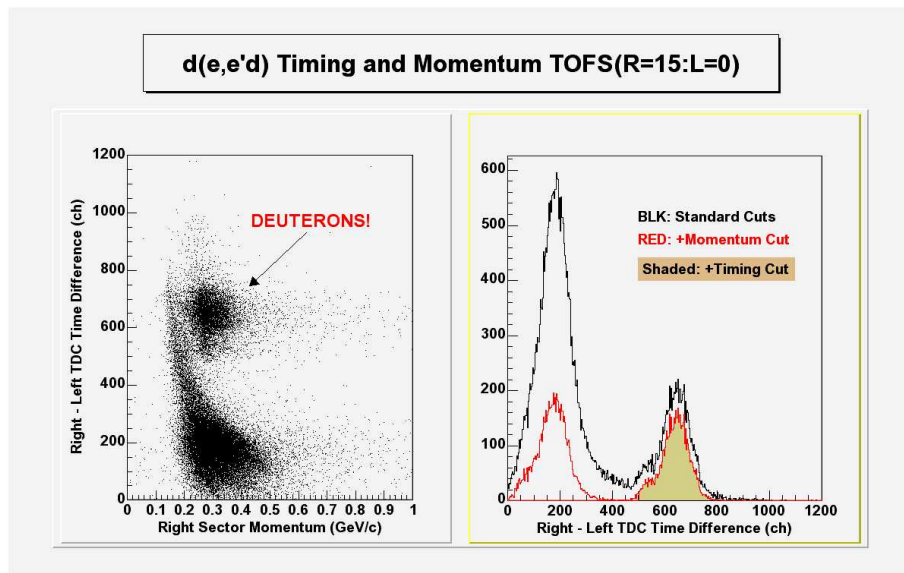 d(e,e'd) Timing and Momentum TOFS(R=15:L=0)
Right - Left TDC Time Difference (ch)
1200
1000
800
600
400
200
0
DEUTERONS!
0 0.1 0.2 0.3 0.4 0.5 0.6 0.7 0.8 0.9 1
Right Sector Momentum (GeV/c)
600
500
400
300
200
100
0
BLK: Standard Cuts
RED: +Momentum Cut
Shaded: +Timing Cut
0 200 400 600 800 1000 1200
Right - Left TDC Time Difference (ch)